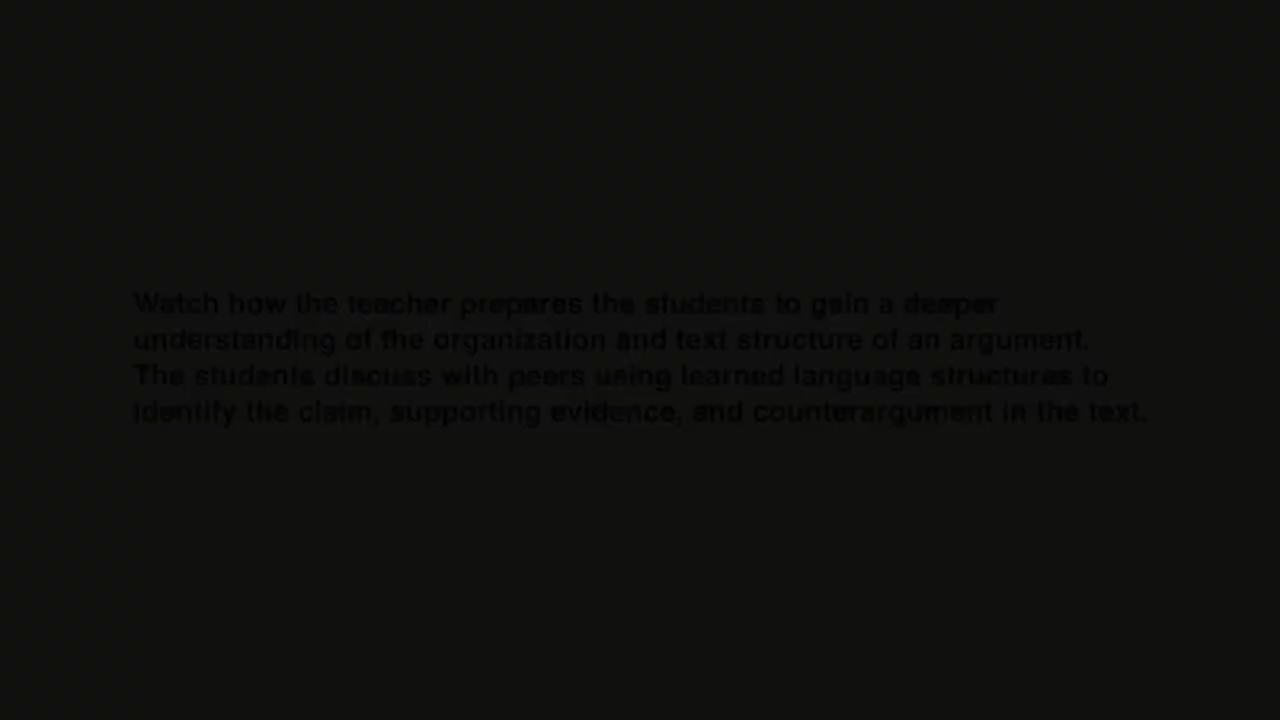 Watch how the teacher prepares the students to gain a deeper
understanding of the organization and text structure of an argument.
The students discuss with peers using learned language structures to
identify the claim, supporting evidence, and counterargument in the text.